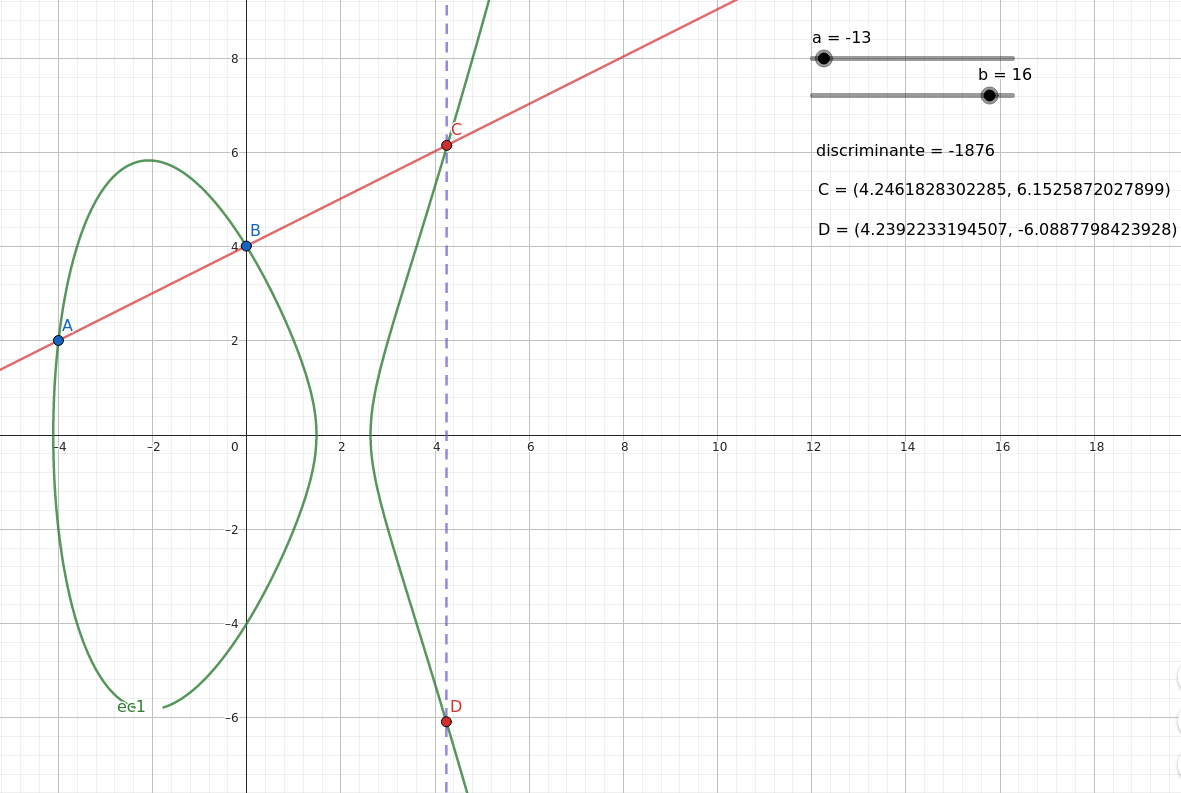 a = -13
b = 16
discriminante = -1876
C = (4.2461828302285, 6.1525872027899)
D = (4.2392233194507, -6.0887798423928)
8
C
6
B
4
A
2
–4 –2 0 2 4 6 8 10 12 14 16 18
–2
–4
ec1
D
–6